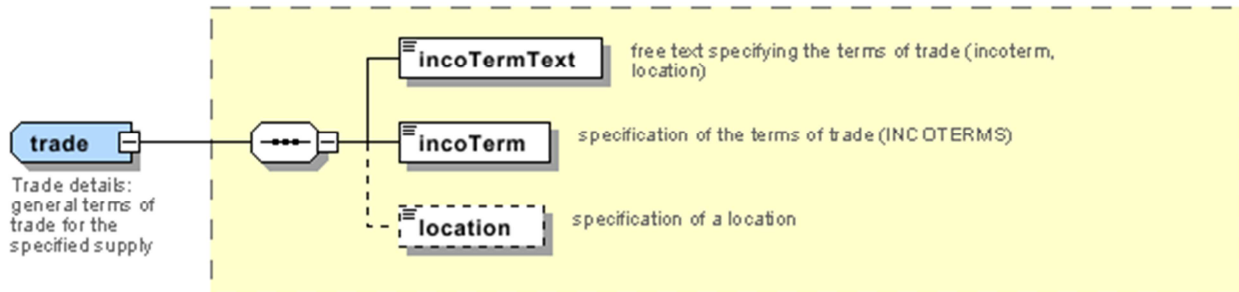 incoTermText
free text specifying the terms of trade (incoterm,
location)
trade
incoTerm
specification of the terms of trade (INCOTERMS)
Trade details:
general terms of
trade for the
specified supply
location
specification of a location